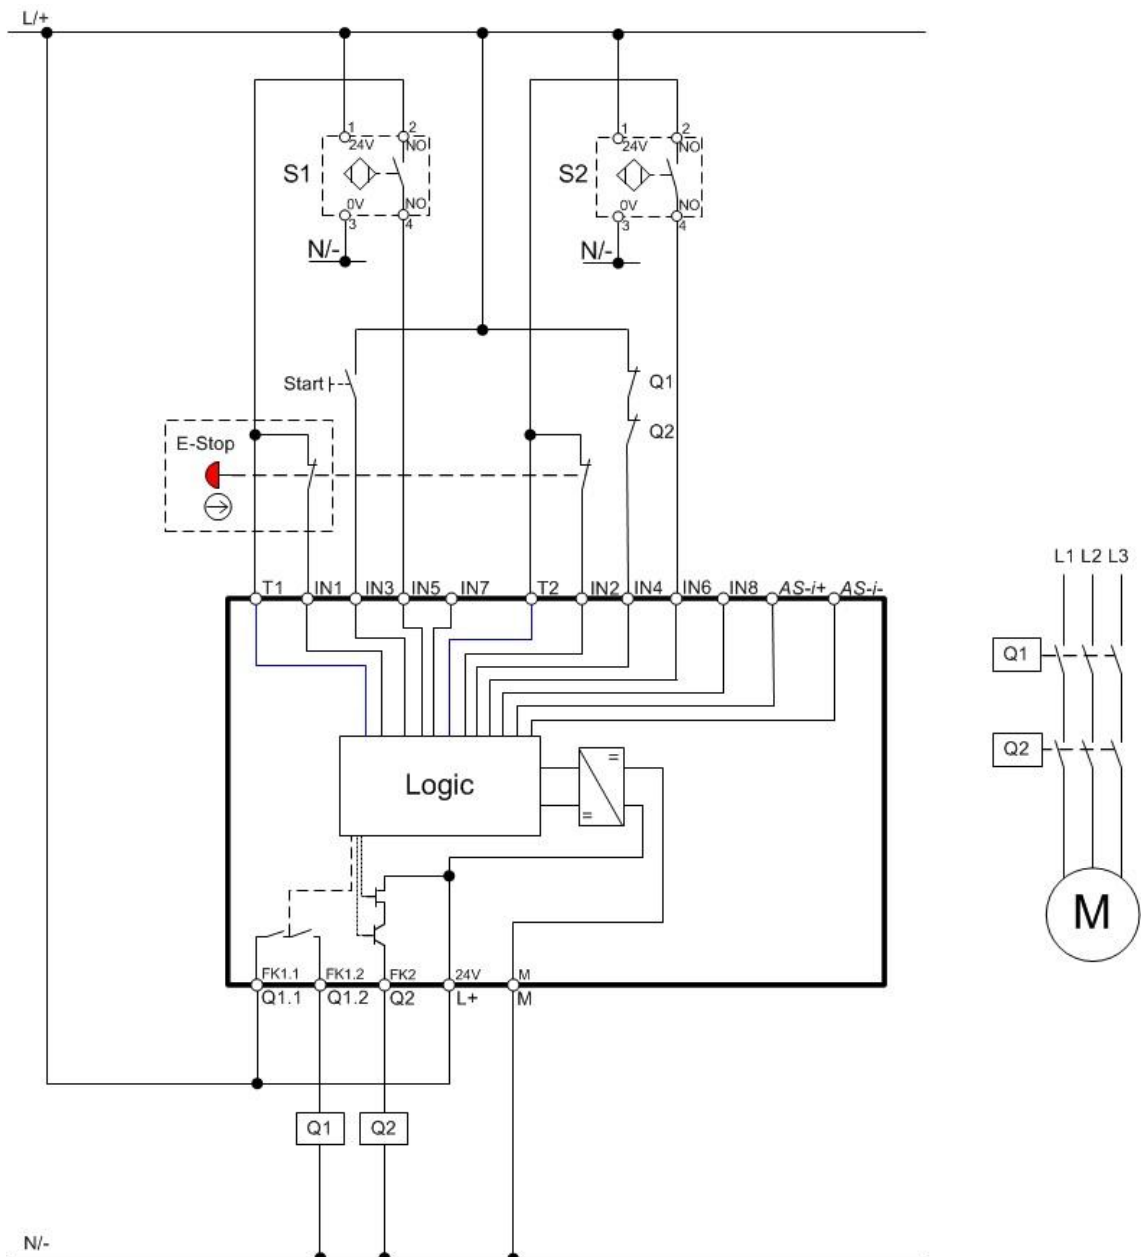 L/+
1 2 1 2
24V NO 24V NO
S1 S2
0V NO 0V NO
3 4 3 4
N/- N/-
Start Q1
Q2
E-Stop
L1 L2 L3
T1 IN1 IN3 IN5 IN7 T2 IN2 IN4 IN6 IN8 AS-i+ AS-i-
Q1
Q2
Logic
=
=
M
FK1.1 FK1.2 FK2 24V M
Q1.1 Q1.2 Q2 L+ M
Q1 Q2
N/-